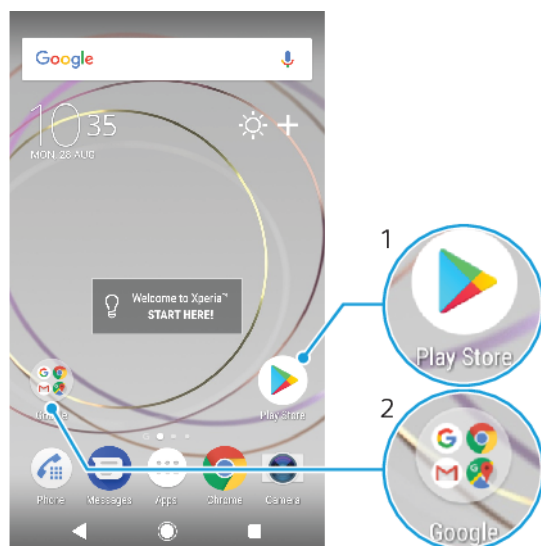 Google
10 35
MON, 28 AUG
Welcome to Xperia™
START HERE!
Google
Play Store
Phone
Messages
Apps
Chrome
Camera
1
Play Store
2
Google